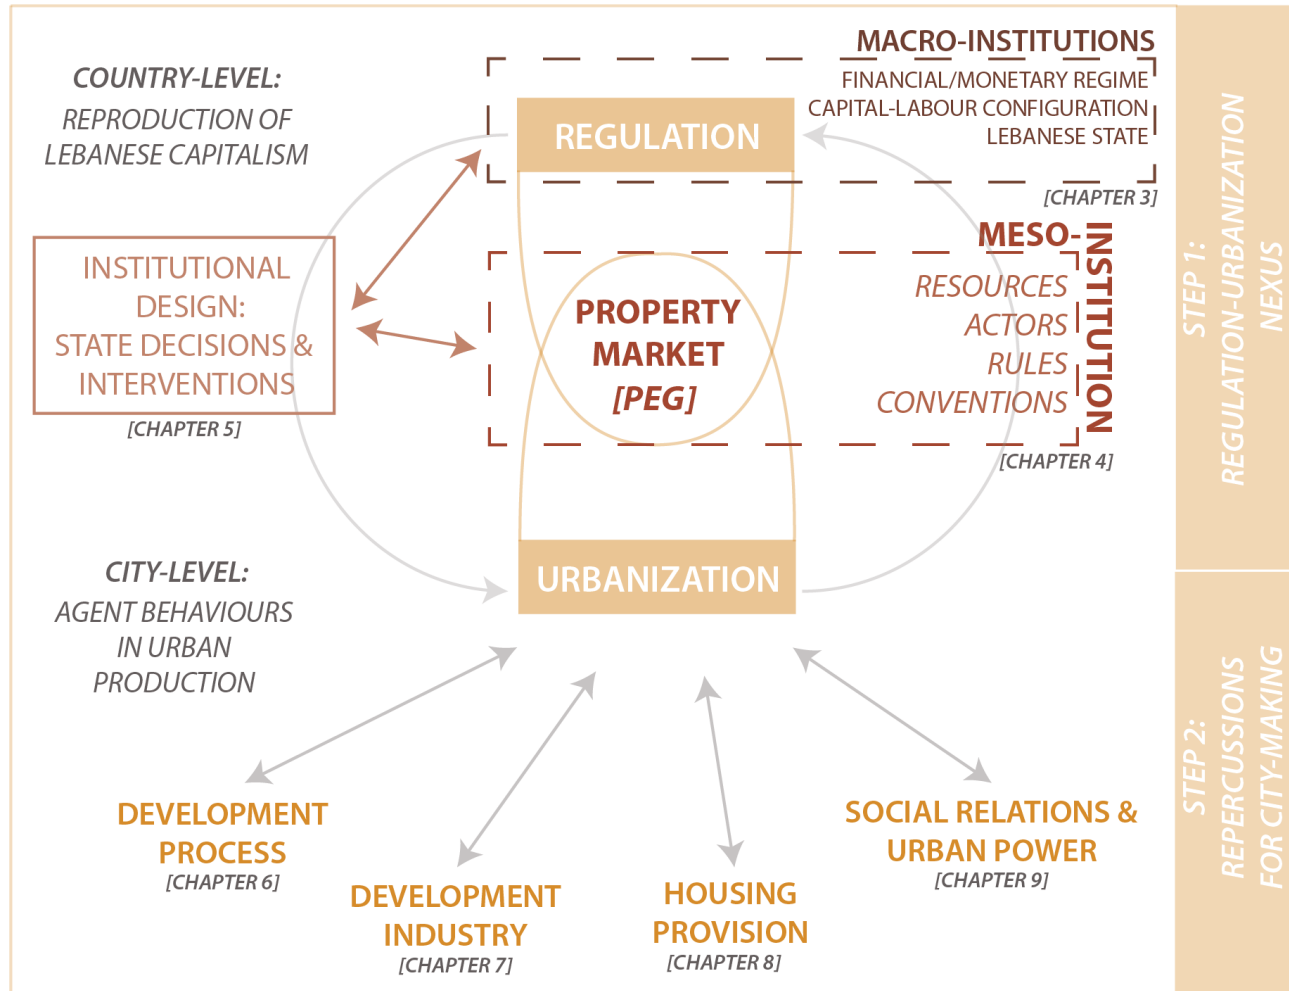 COUNTRY-LEVEL:
REPRODUCTION OF
LEBANESE CAPITALISM
MACRO-INSTITUTIONS
FINANCIAL/MONETARY REGIME
CAPITAL-LABOUR CONFIGURATION
LEBANESE STATE
[CHAPTER 3]
REGULATION
INSTITUTIONAL
DESIGN:
STATE DECISIONS &
INTERVENTIONS
[CHAPTER 5]
PROPERTY
MARKET
[PEG]
MESO-
INSTITUTION
RESOURCES
ACTORS
RULES
CONVENTIONS
[CHAPTER 4]
STEP 1:
REGULATION-URBANIZATION
NEXUS
URBANIZATION
CITY-LEVEL:
AGENT BEHAVIOURS
IN URBAN
PRODUCTION
DEVELOPMENT
PROCESS
[CHAPTER 6]
DEVELOPMENT
INDUSTRY
[CHAPTER 7]
HOUSING
PROVISION
[CHAPTER 8]
SOCIAL RELATIONS &
URBAN POWER
[CHAPTER 9]
STEP 2:
REPERCUSSIONS
FOR CITY-MAKING